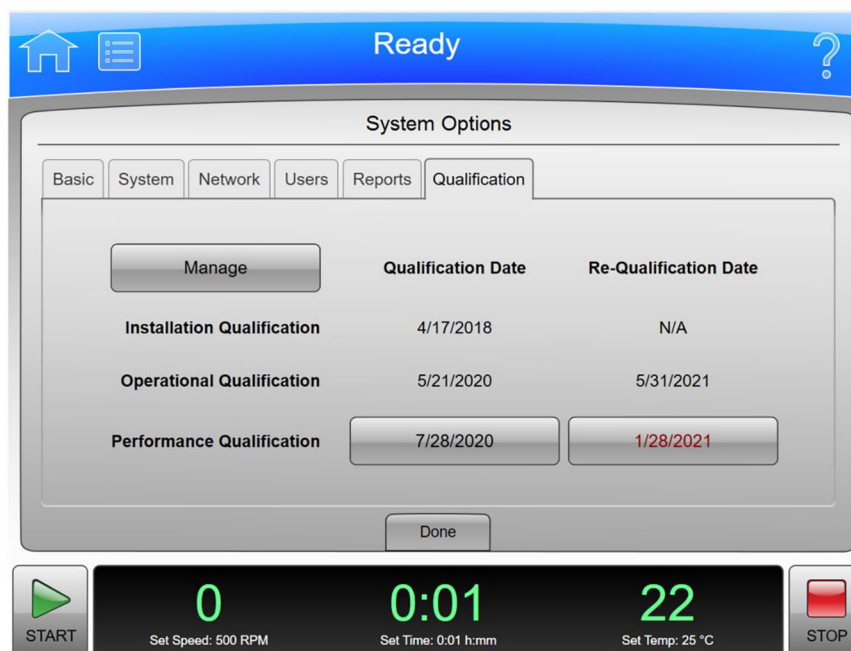 Ready
System Options
Basic System Network Users Reports Qualification
Manage Qualification Date Re-Qualification Date
Installation Qualification 4/17/2018 N/A
Operational Qualification 5/21/2020 5/31/2021
Performance Qualification 7/28/2020 1/28/2021
Done
0 0:01 22
START Set Speed: 500 RPM Set Time: 0:01 h:mm Set Temp: 25 °C STOP